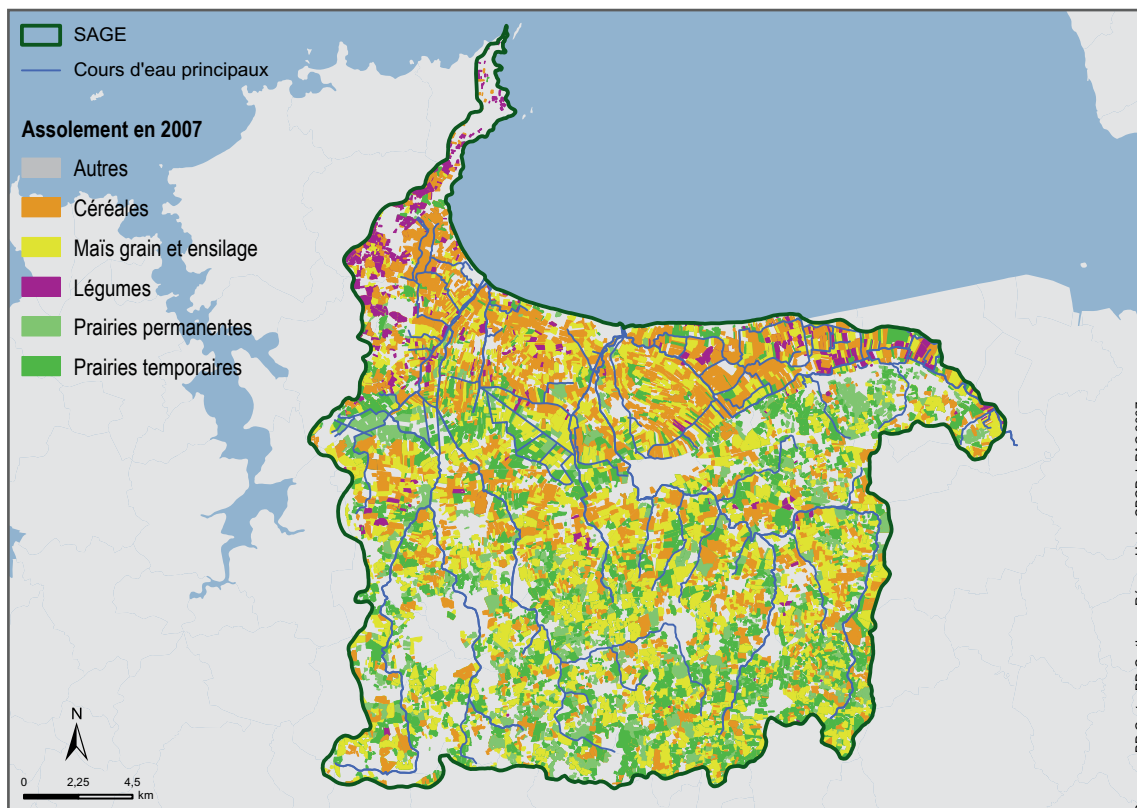 SAGE
Cours d'eau principaux
Assolement en 2007
Autres
Céréales
Maïs grain et ensilage
Légumes
Prairies permanentes
Prairies temporaires
N
0 2,25 4,5
km